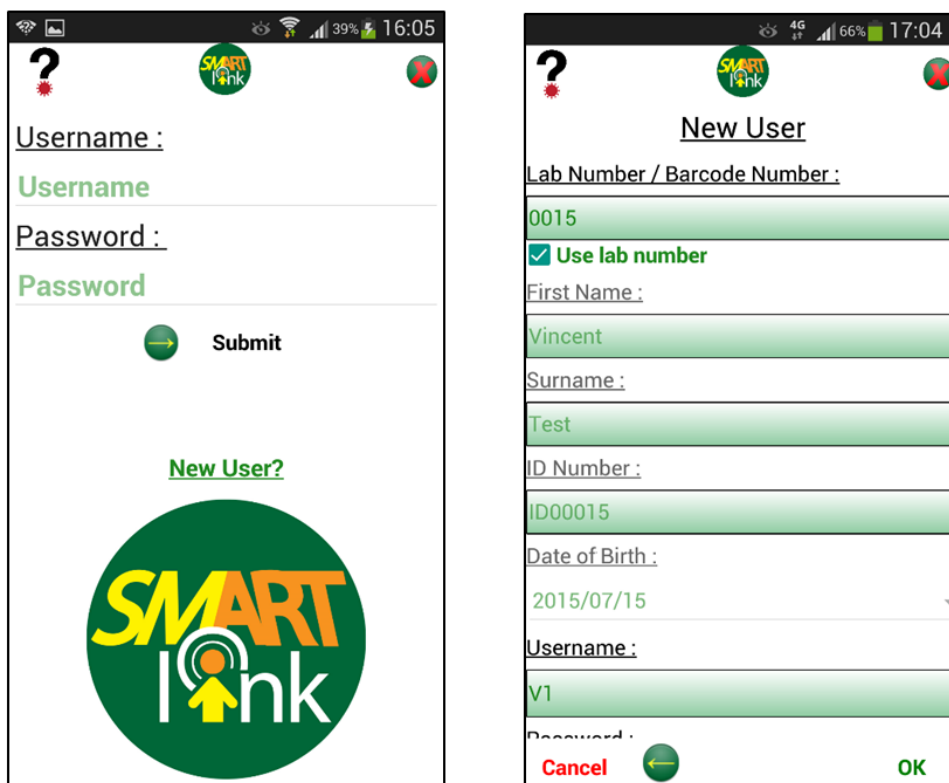 39% 16:05
?
SMART link
Username :
Username
Password :
Password
Submit
New User?
SMART
link
4G 66% 17:04
?
SMART link
New User
Lab Number / Barcode Number :
0015
Use lab number
First Name :
Vincent
Surname :
Test
ID Number :
ID00015
Date of Birth :
2015/07/15
Username :
V1
Password :
Cancel OK